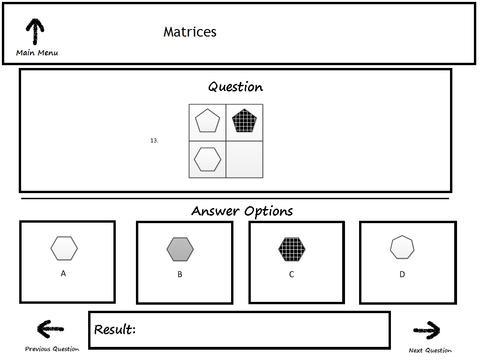 Matrices
Main Menu
Question
13.
Answer Options
A
B
C
D
Result:
Previous Question
Next Question